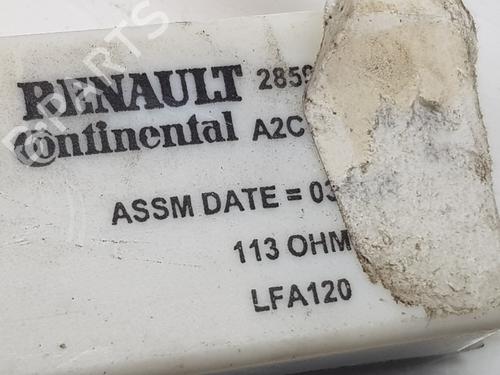 RENAULT 2859
Continental A2C
ASSM DATE = 03
113 OHM
LFA120